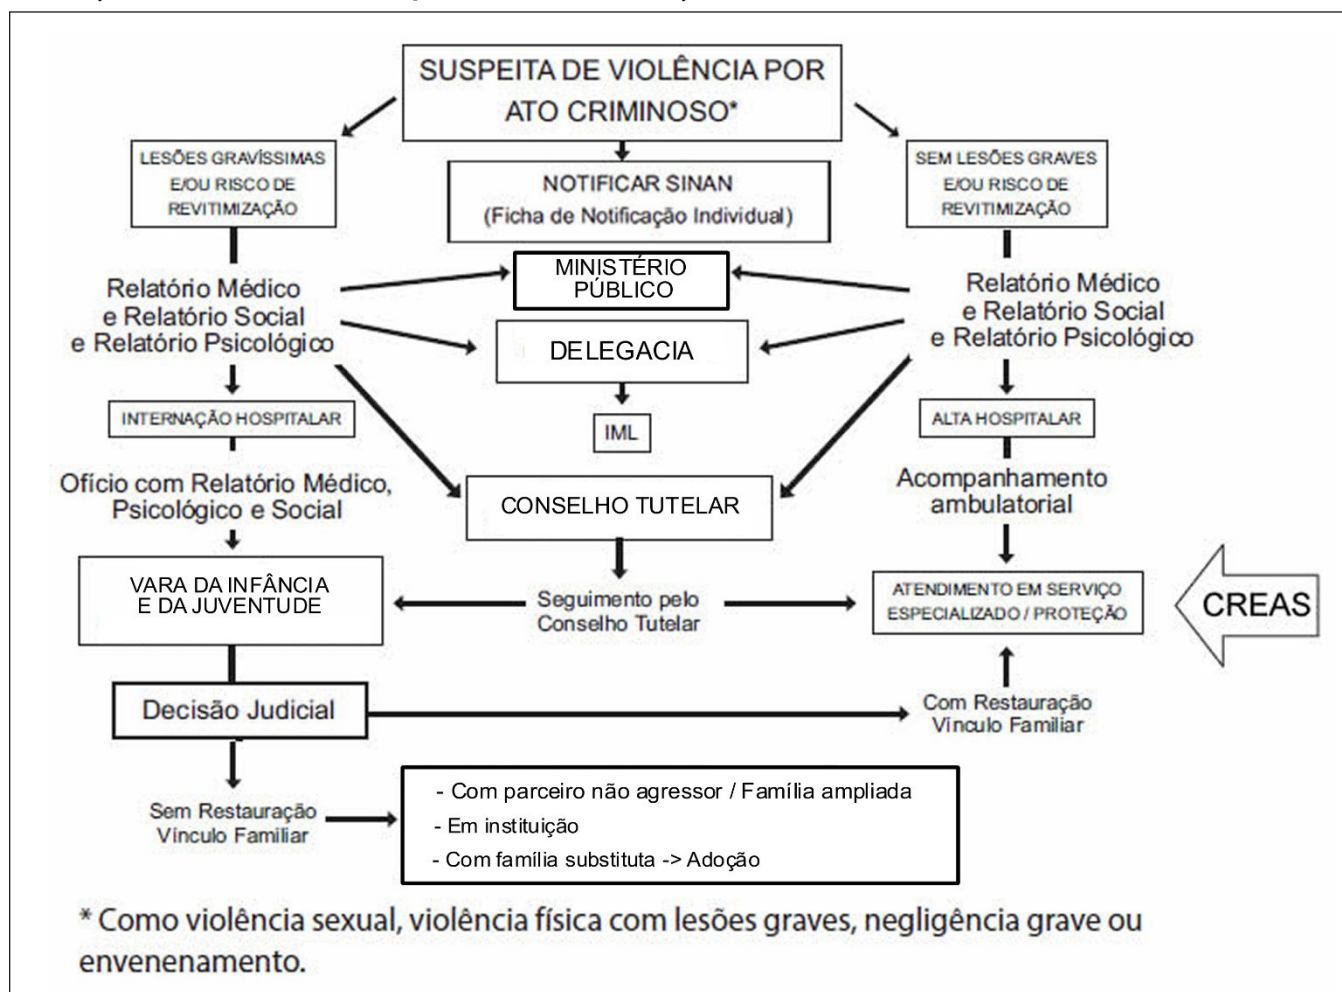 SUSPEITA DE VIOLÊNCIA POR
ATO CRIMINOSO*
LESÕES GRAVÍSSIMAS
E/OU RISCO DE
REVITIMIZAÇÃO
NOTIFICAR SINAN
(Ficha de Notificação Individual)
SEM LESÕES GRAVES
E/OU RISCO DE
REVITIMIZAÇÃO
MINISTÉRIO
PÚBLICO
Relatório Médico
e Relatório Social
e Relatório Psicológico
Relatório Médico
e Relatório Social
e Relatório Psicológico
DELEGACIA
INTERNAÇÃO HOSPITALAR
IML
ALTA HOSPITALAR
Ofício com Relatório Médico,
Psicológico e Social
CONSELHO TUTELAR
Acompanhamento
ambulatorial
VARA DA INFÂNCIA
E DA JUVENTUDE
Seguimento pelo
Conselho Tutelar
ATENDIMENTO EM SERVIÇO
ESPECIALIZADO / PROTEÇÃO
CREAS
Decisão Judicial
Com Restauração
Vínculo Familiar
Sem Restauração
Vínculo Familiar
- Com parceiro não agressor / Família ampliada
- Em instituição
- Com família substituta -> Adoção
* Como violência sexual, violência física com lesões graves, negligência grave ou
envenenamento.